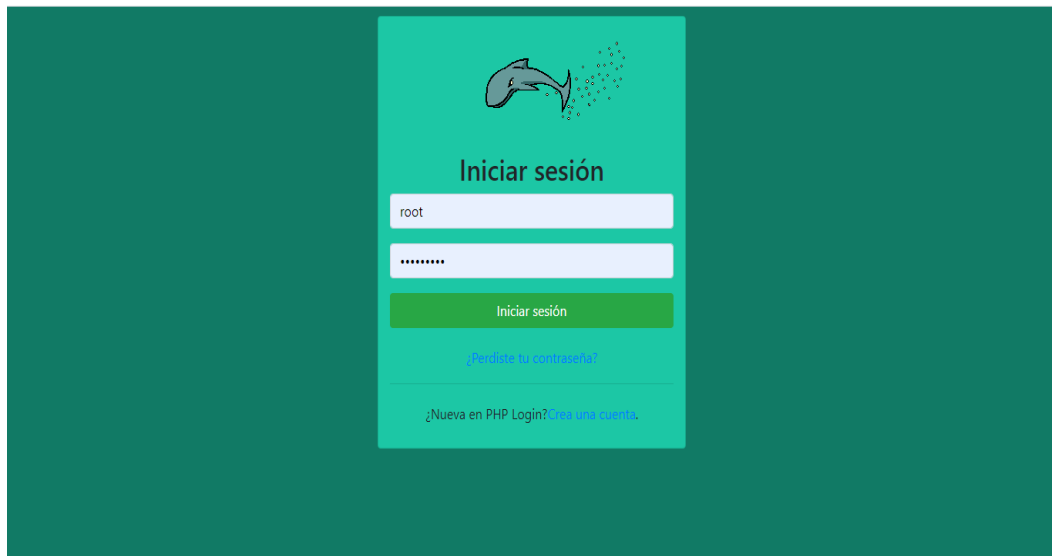 Iniciar sesión
root
•••••••••
Iniciar sesión
¿Perdiste tu contraseña?
¿Nueva en PHP Login?Crea una cuenta.